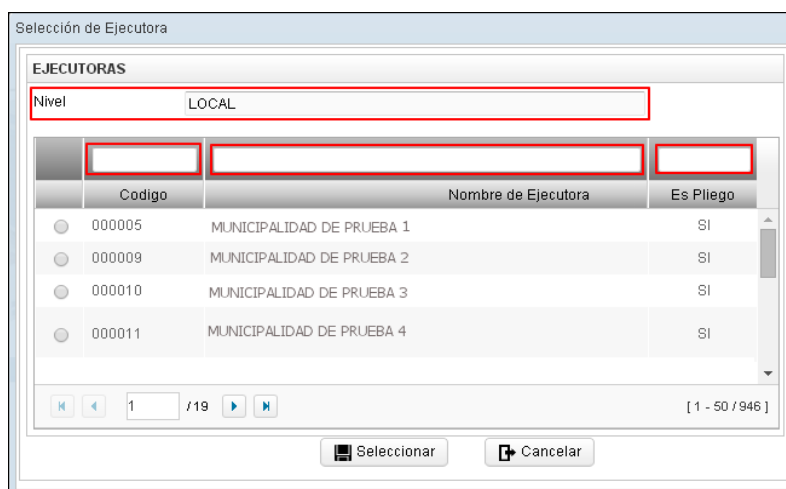 Selección de Ejecutora
EJECUTORAS
Nivel LOCAL
Codigo Nombre de Ejecutora Es Pliego
000005 MUNICIPALIDAD DE PRUEBA 1 SI
000009 MUNICIPALIDAD DE PRUEBA 2 SI
000010 MUNICIPALIDAD DE PRUEBA 3 SI
000011 MUNICIPALIDAD DE PRUEBA 4 SI
1 / 19 [ 1 - 50 / 946 ]
Seleccionar Cancelar